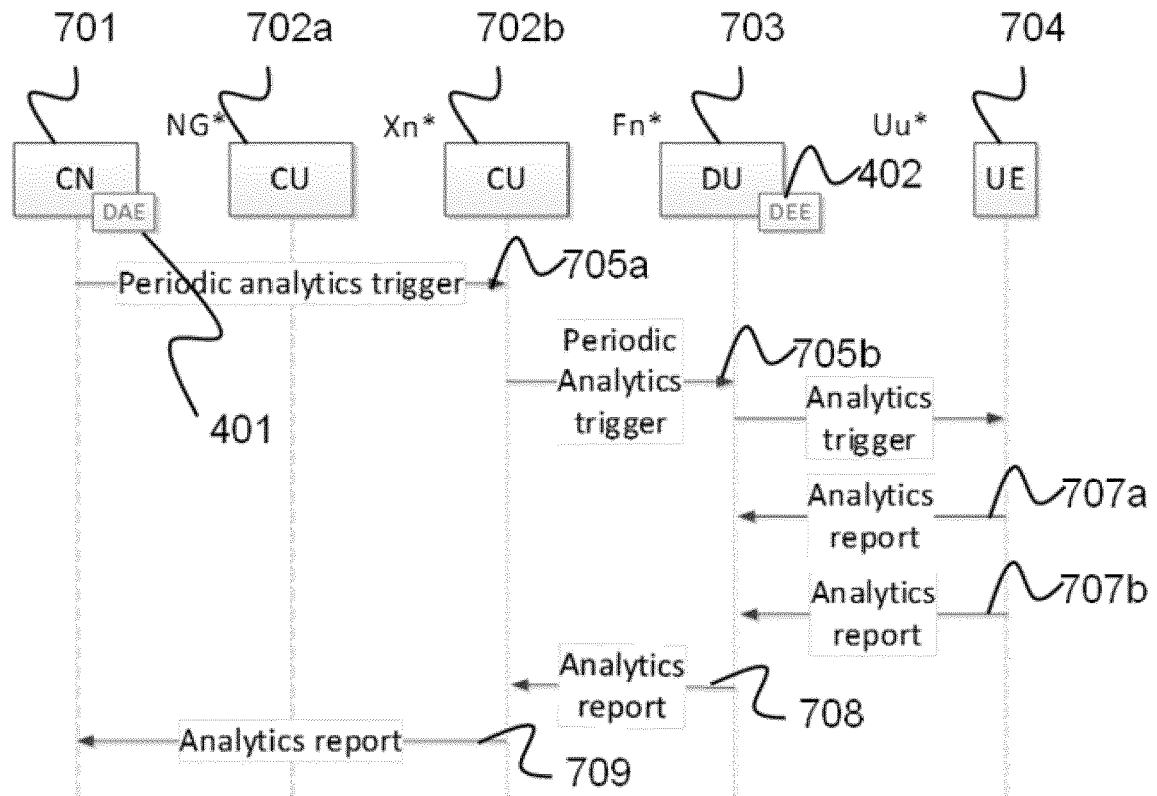 701 702a 702b 703 704
NG* Xn* Fn* Uu*
CN CU CU DU UE
402
DAE DEE
Periodic analytics trigger
705a
Periodic
Analytics
trigger
705b
401
Analytics
trigger
Analytics
report
707a
Analytics
report
707b
Analytics
report
708
Analytics report
709